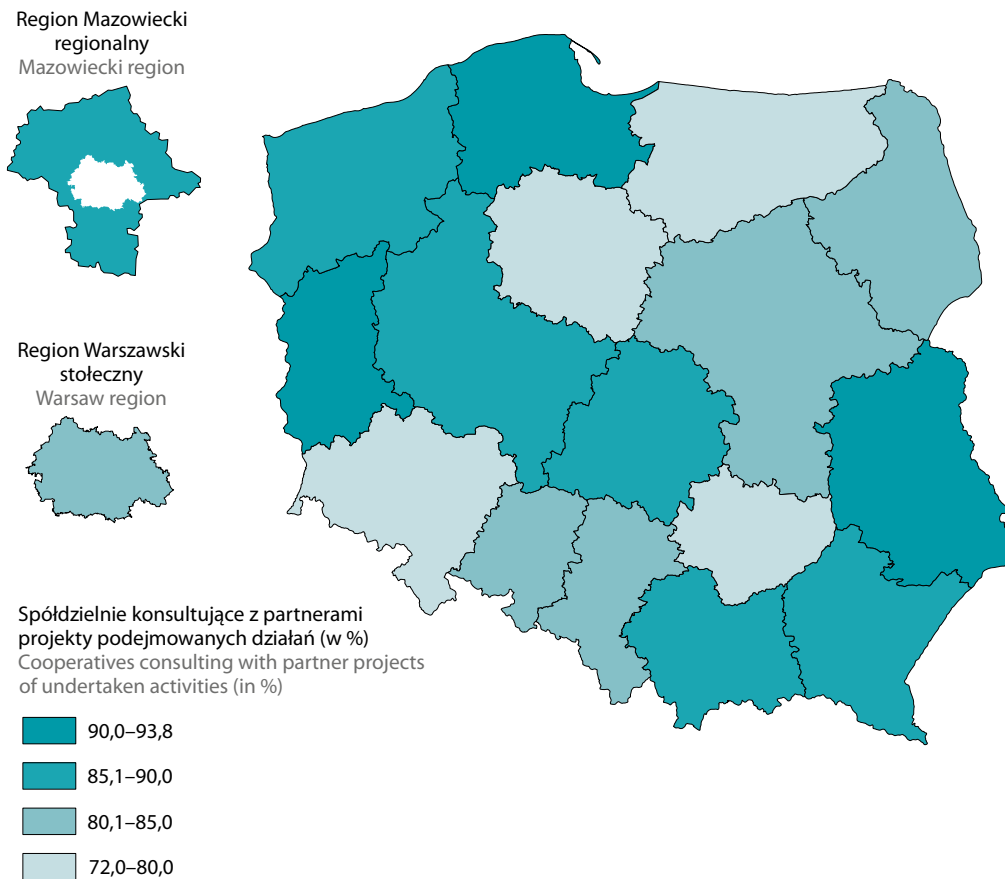 Region Mazowiecki
regionalny
Mazowiecki region
Region Warszawski
stołeczny
Warsaw region
Spółdzielnie konsultujące z partnerami
projekty podejmowanych działań (w %)
Cooperatives consulting with partner projects
of undertaken activities (in %)
90,0–93,8
85,1–90,0
80,1–85,0
72,0–80,0